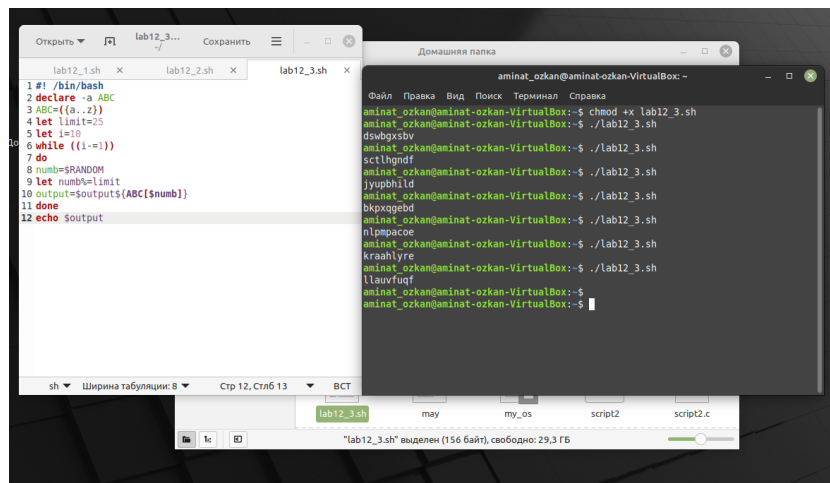 Открыть
lab12_3...
~/
Сохранить
lab12_1.sh ×
lab12_2.sh ×
lab12_3.sh ×
1 #! /bin/bash
2 declare -a ABC
3 ABC=({a..z})
4 let limit=25
5 let i=10
6 while ((i-=1))
7 do
8 numb=$RANDOM
9 let numb%=limit
10 output=$output${ABC[$numb]}
11 done
12 echo $output
sh
Ширина табуляции: 8
Стр 12, Стлб 13
ВСТ
Домашняя папка
aminat_ozkan@aminat-ozkan-VirtualBox: ~
Файл Правка Вид Поиск Терминал Справка
aminat_ozkan@aminat-ozkan-VirtualBox:~$ chmod +x lab12_3.sh
aminat_ozkan@aminat-ozkan-VirtualBox:~$ ./lab12_3.sh
dswbgxsbv
aminat_ozkan@aminat-ozkan-VirtualBox:~$ ./lab12_3.sh
sctlhgndf
aminat_ozkan@aminat-ozkan-VirtualBox:~$ ./lab12_3.sh
jyupbhild
aminat_ozkan@aminat-ozkan-VirtualBox:~$ ./lab12_3.sh
bkpxqgebd
aminat_ozkan@aminat-ozkan-VirtualBox:~$ ./lab12_3.sh
nlpmpacoe
aminat_ozkan@aminat-ozkan-VirtualBox:~$ ./lab12_3.sh
kraahlyre
aminat_ozkan@aminat-ozkan-VirtualBox:~$ ./lab12_3.sh
llauvfuqf
aminat_ozkan@aminat-ozkan-VirtualBox:~$
aminat_ozkan@aminat-ozkan-VirtualBox:~$
lab12_3.sh
may
my_os
script2
script2.c
"lab12_3.sh" выделен (156 байт), свободно: 29,3 ГБ